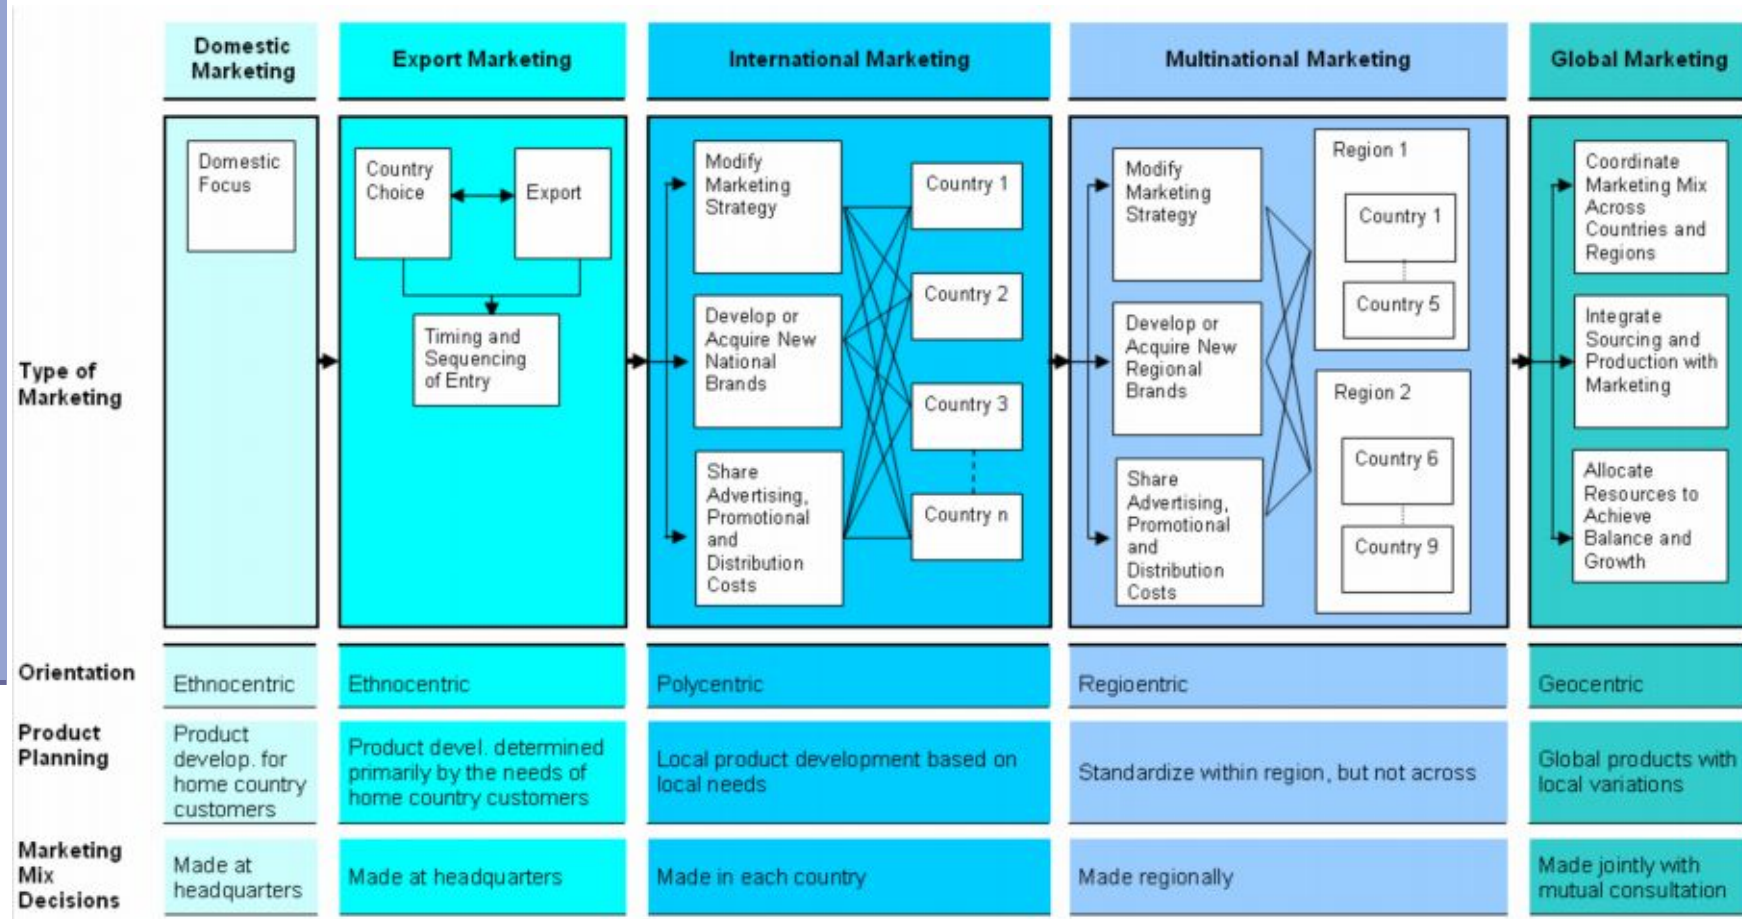 Domestic
Marketing
Export Marketing
International Marketing
Multinational Marketing
Global Marketing
Type of
Marketing
Domestic
Focus
Country
Choice
Export
Timing and
Sequencing
of Entry
Modify
Marketing
Strategy
Develop or
Acquire New
National
Brands
Share
Advertising,
Promotional
and
Distribution
Costs
Country 1
Country 2
Country 3
Country n
Modify
Marketing
Strategy
Develop or
Acquire New
Regional
Brands
Share
Advertising,
Promotional
and
Distribution
Costs
Region 1
Country 1
Country 5
Region 2
Country 6
Country 9
Coordinate
Marketing Mix
Across
Countries and
Regions
Integrate
Sourcing and
Production with
Marketing
Allocate
Resources to
Achieve
Balance and
Growth
Orientation
Ethnocentric
Ethnocentric
Polycentric
Regioentric
Geocentric
Product
Planning
Product
develop. for
home country
customers
Product devel. determined
primarily by the needs of
home country customers
Local product development based on
local needs
Standardize within region, but not across
Global products with
local variations
Marketing
Mix
Decisions
Made at
headquarters
Made at headquarters
Made in each country
Made regionally
Made jointly with
mutual consultation